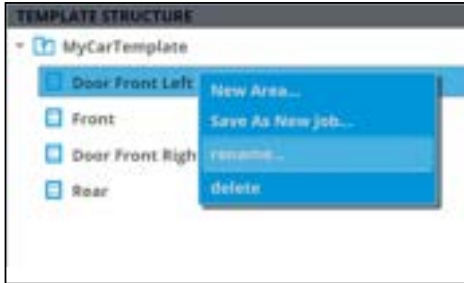 TEMPLATE STRUCTURE
MyCarTemplate
Door Front Left
New Area...
Front
Save As New job...
Door Front Righ
rename...
Rear
delete